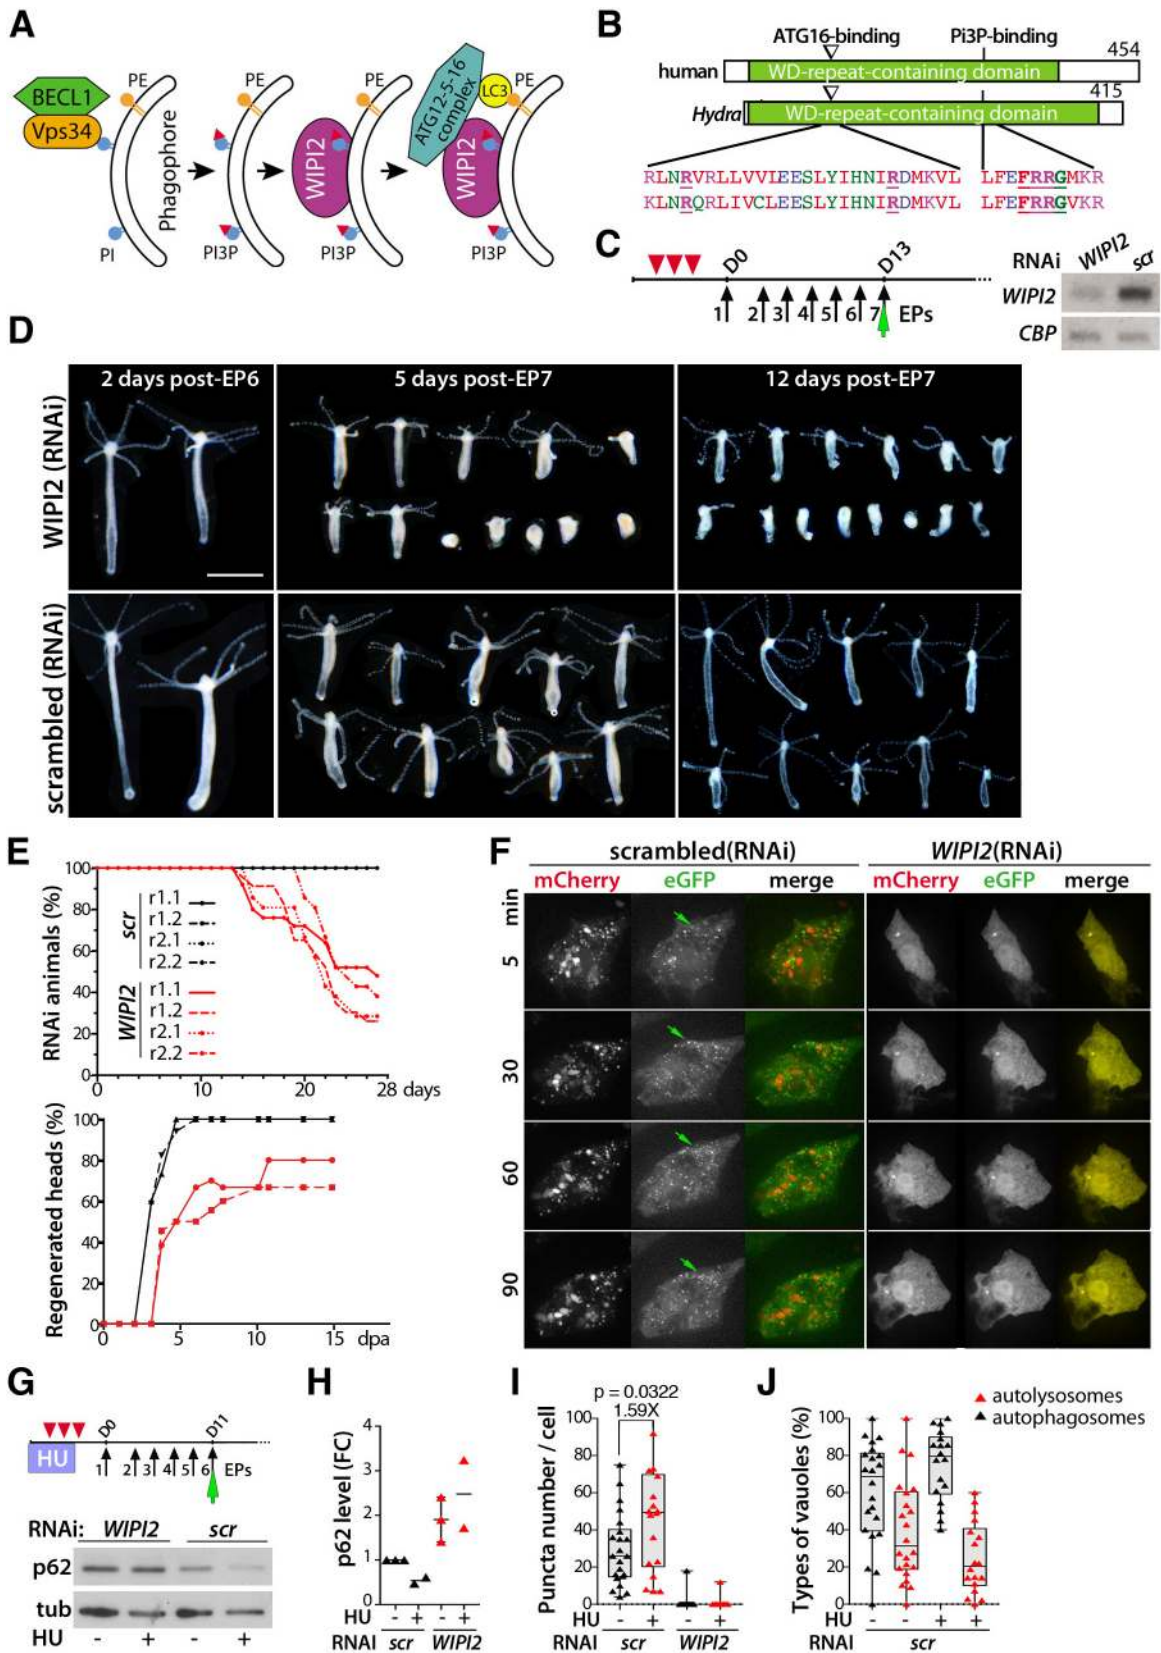 A
BECL1
Vps34
PE
PE
PE
PE
Phagophore
WIPI2
ATG12-5-16
complex
LC3
WIPI2
PI
PI3P
PI3P
PI3P
B
ATG16-binding
Pi3P-binding
454
human
WD-repeat-containing domain
415
Hydra
WD-repeat-containing domain
RLNRVRLLVVLEESLYIHNIRDMKVL LFEFRRGMKR
KLNRQRLIVCLEESLYIHNIRDMKVL LFEFRRGVKR
C
D0
D13
1 2 3 4 5 6 7 EPs
RNAi WIPI2 scr
WIPI2
CBP
D
2 days post-EP6
5 days post-EP7
12 days post-EP7
WIPI2 (RNAi)
scrambled (RNAi)
E
RNAi animals (%)
100
80
60
40
20
0
scr
r1.1
r1.2
r2.1
r2.2
WIPI2
r1.1
r1.2
r2.1
r2.2
0 10 20 28 days
Regenerated heads (%)
100
80
60
40
20
0
0 5 10 15 dpa
F
scrambled(RNAi)
WIPI2(RNAi)
mCherry eGFP merge mCherry eGFP merge
min
5
30
60
90
G
HU
D0
D11
1 2 3 4 5 6 EPs
RNAi: WIPI2 scr
p62
tub
HU - + - +
H
p62 level (FC)
4
3
2
1
0
HU - + - +
RNAI scr WIPI2
I
p = 0.0322
1.59X
Puncta number / cell
100
80
60
40
20
0
HU - + - +
RNAI scr WIPI2
J
autolysosomes
autophagosomes
Types of vauoles (%)
100
80
60
40
20
0
HU - - + +
RNAI scr